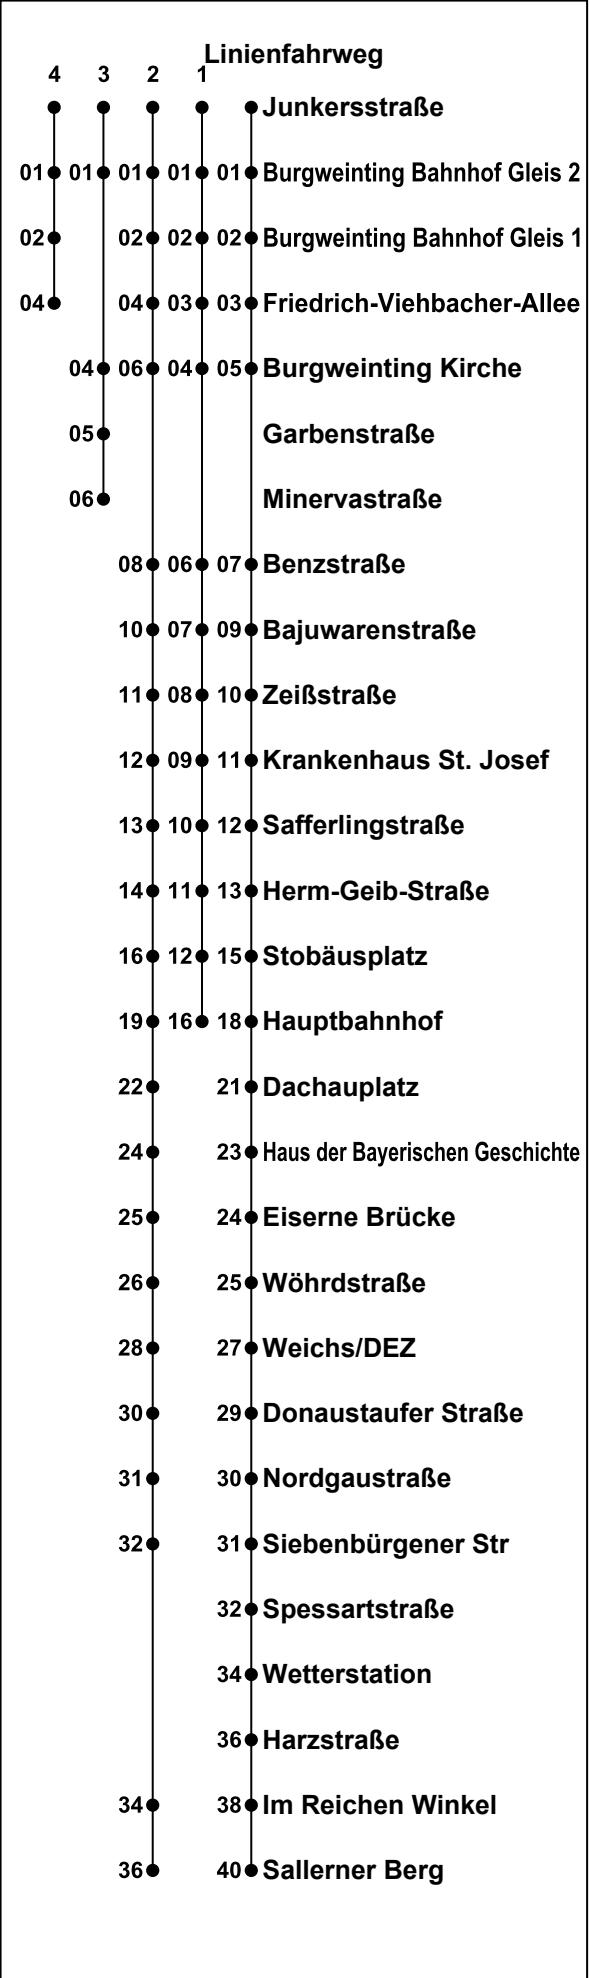 Linienfahrweg
4 3 2 1
Junkersstraße
01 01 01 01 01 Burgweinting Bahnhof Gleis 2
02 02 02 02 Burgweinting Bahnhof Gleis 1
04 04 03 03 Friedrich-Viehbacher-Allee
04 06 04 05 Burgweinting Kirche
05 Garbenstraße
06 Minervastraße
08 06 07 Benzstraße
10 07 09 Bajuwarenstraße
11 08 10 Zeißstraße
12 09 11 Krankenhaus St. Josef
13 10 12 Safferlingstraße
14 11 13 Herm-Geib-Straße
16 12 15 Stobäusplatz
19 16 18 Hauptbahnhof
22 21 Dachauplatz
24 23 Haus der Bayerischen Geschichte
25 24 Eiserne Brücke
26 25 Wöhrdstraße
28 27 Weichs/DEZ
30 29 Donaustaufer Straße
31 30 Nordgaustraße
32 31 Siebenbürgener Str
32 Spessartstraße
34 Wetterstation
36 Harzstraße
34 38 Im Reichen Winkel
36 40 Sallerner Berg